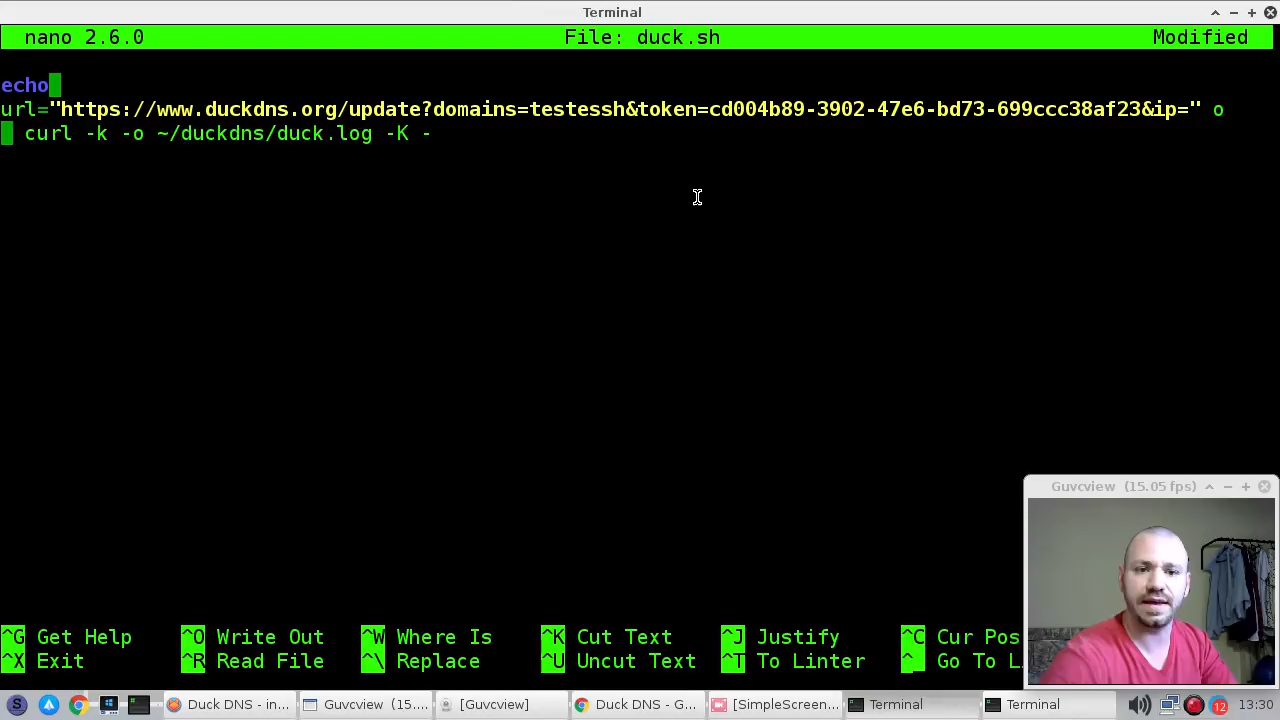 Terminal
nano 2.6.0 File: duck.sh Modified
echo
url="https://www.duckdns.org/update?domains=testessh&token=cd004b89-3902-47e6-bd73-699ccc38af23&ip=" o
curl -k -o ~/duckdns/duck.log -K -
Guvcview (15.05 fps)
^G Get Help ^O Write Out ^W Where Is ^K Cut Text ^J Justify ^C Cur Pos
^X Exit ^R Read File ^\ Replace ^U Uncut Text ^T To Linter ^_ Go To L
S Duck DNS - in... Guvcview (15.... [Guvcview] Duck DNS - G... [SimpleScreen... Terminal Terminal 12 13:30